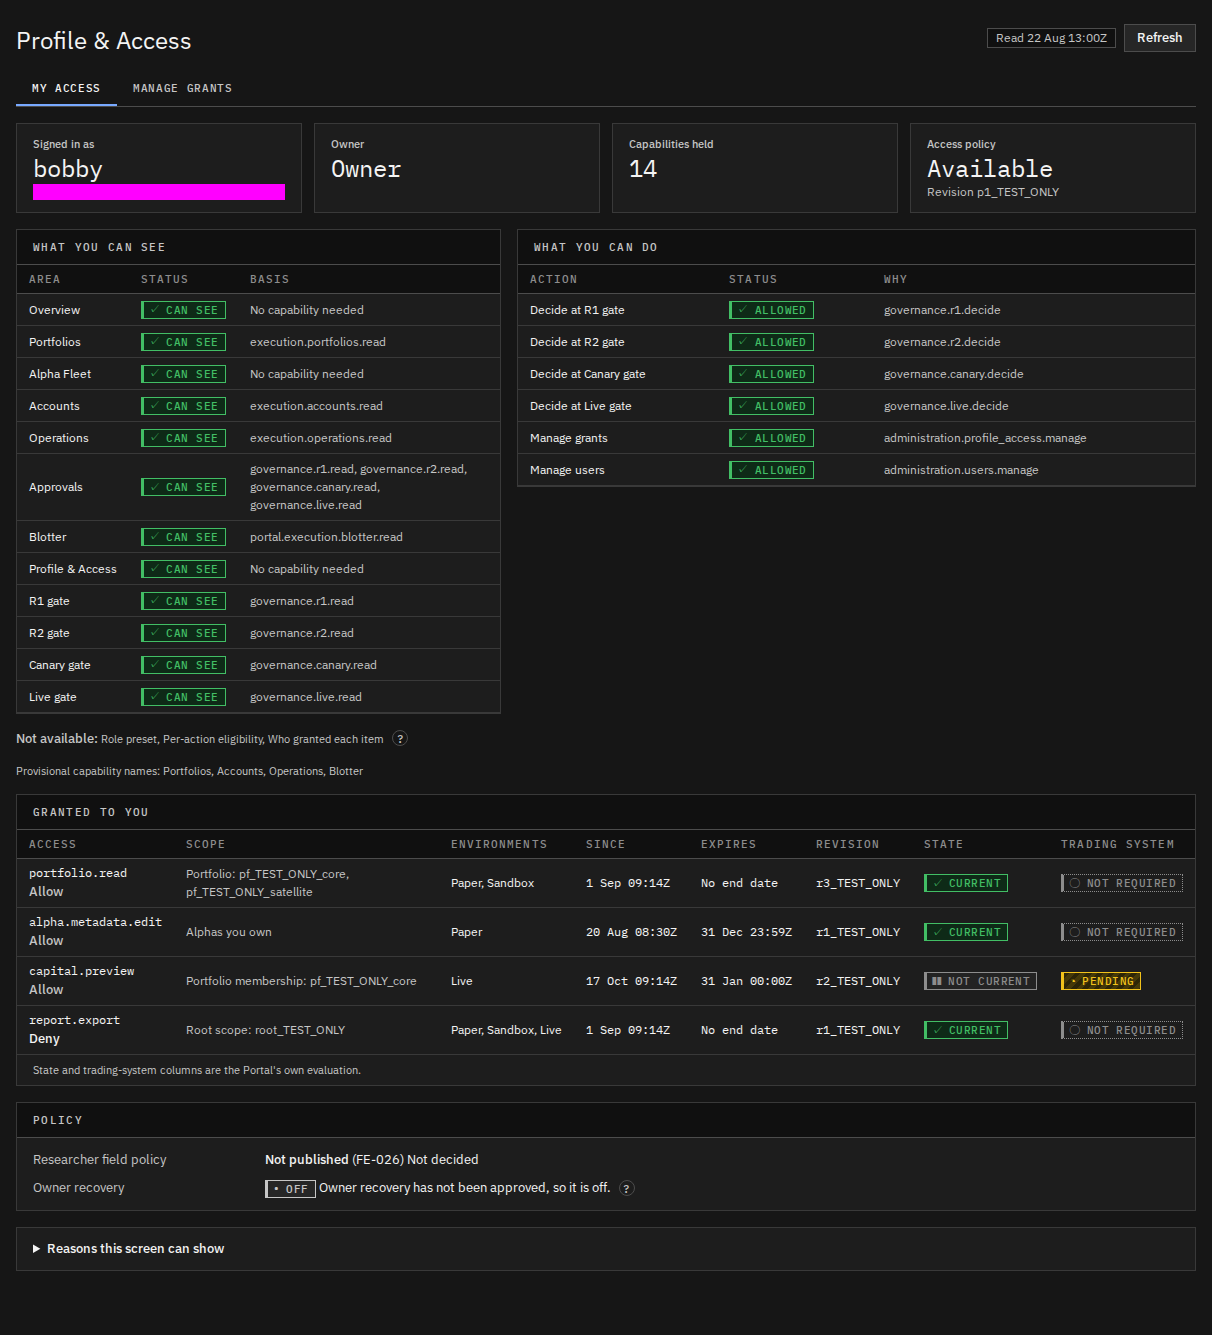 Profile & Access
Read 22 Aug 13:00Z
Refresh
MY ACCESS
MANAGE GRANTS
Signed in as
bobby
Owner
Owner
Capabilities held
14
Access policy
Available
Revision p1_TEST_ONLY
WHAT YOU CAN SEE
AREA STATUS BASIS
Overview ✓ CAN SEE No capability needed
Portfolios ✓ CAN SEE execution.portfolios.read
Alpha Fleet ✓ CAN SEE No capability needed
Accounts ✓ CAN SEE execution.accounts.read
Operations ✓ CAN SEE execution.operations.read
Approvals ✓ CAN SEE governance.r1.read, governance.r2.read,
governance.canary.read,
governance.live.read
Blotter ✓ CAN SEE portal.execution.blotter.read
Profile & Access ✓ CAN SEE No capability needed
R1 gate ✓ CAN SEE governance.r1.read
R2 gate ✓ CAN SEE governance.r2.read
Canary gate ✓ CAN SEE governance.canary.read
Live gate ✓ CAN SEE governance.live.read
WHAT YOU CAN DO
ACTION STATUS WHY
Decide at R1 gate ✓ ALLOWED governance.r1.decide
Decide at R2 gate ✓ ALLOWED governance.r2.decide
Decide at Canary gate ✓ ALLOWED governance.canary.decide
Decide at Live gate ✓ ALLOWED governance.live.decide
Manage grants ✓ ALLOWED administration.profile_access.manage
Manage users ✓ ALLOWED administration.users.manage
Not available: Role preset, Per-action eligibility, Who granted each item ?
Provisional capability names: Portfolios, Accounts, Operations, Blotter
GRANTED TO YOU
ACCESS SCOPE ENVIRONMENTS SINCE EXPIRES REVISION STATE TRADING SYSTEM
portfolio.read
Allow
Portfolio: pf_TEST_ONLY_core,
pf_TEST_ONLY_satellite
Paper, Sandbox 1 Sep 09:14Z No end date r3_TEST_ONLY ✓ CURRENT ○ NOT REQUIRED
alpha.metadata.edit
Allow
Alphas you own Paper 20 Aug 08:30Z 31 Dec 23:59Z r1_TEST_ONLY ✓ CURRENT ○ NOT REQUIRED
capital.preview
Allow
Portfolio membership: pf_TEST_ONLY_core Live 17 Oct 09:14Z 31 Jan 00:00Z r2_TEST_ONLY NOT CURRENT • PENDING
report.export
Deny
Root scope: root_TEST_ONLY Paper, Sandbox, Live 1 Sep 09:14Z No end date r1_TEST_ONLY ✓ CURRENT ○ NOT REQUIRED
State and trading-system columns are the Portal's own evaluation.
POLICY
Researcher field policy Not published (FE-026) Not decided
Owner recovery • OFF Owner recovery has not been approved, so it is off. ?
▶ Reasons this screen can show